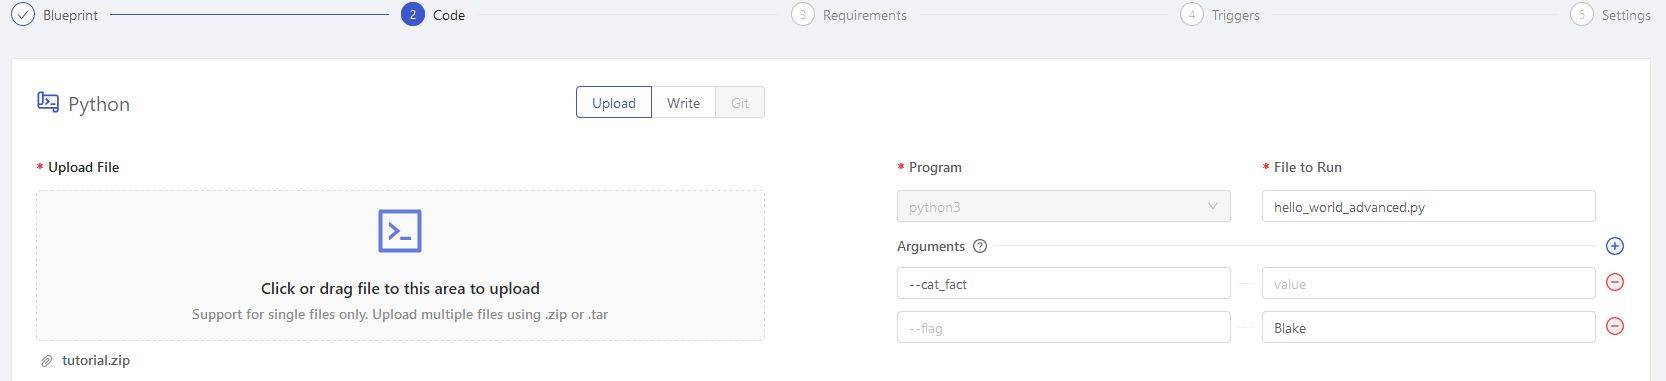 Blueprint
2 Code
3 Requirements
4 Triggers
5 Settings
Python
Upload Write Git
* Upload File
Click or drag file to this area to upload
Support for single files only. Upload multiple files using .zip or .tar
tutorial.zip
* Program
python3
* File to Run
hello_world_advanced.py
Arguments ?
--cat_fact
value
--flag
Blake